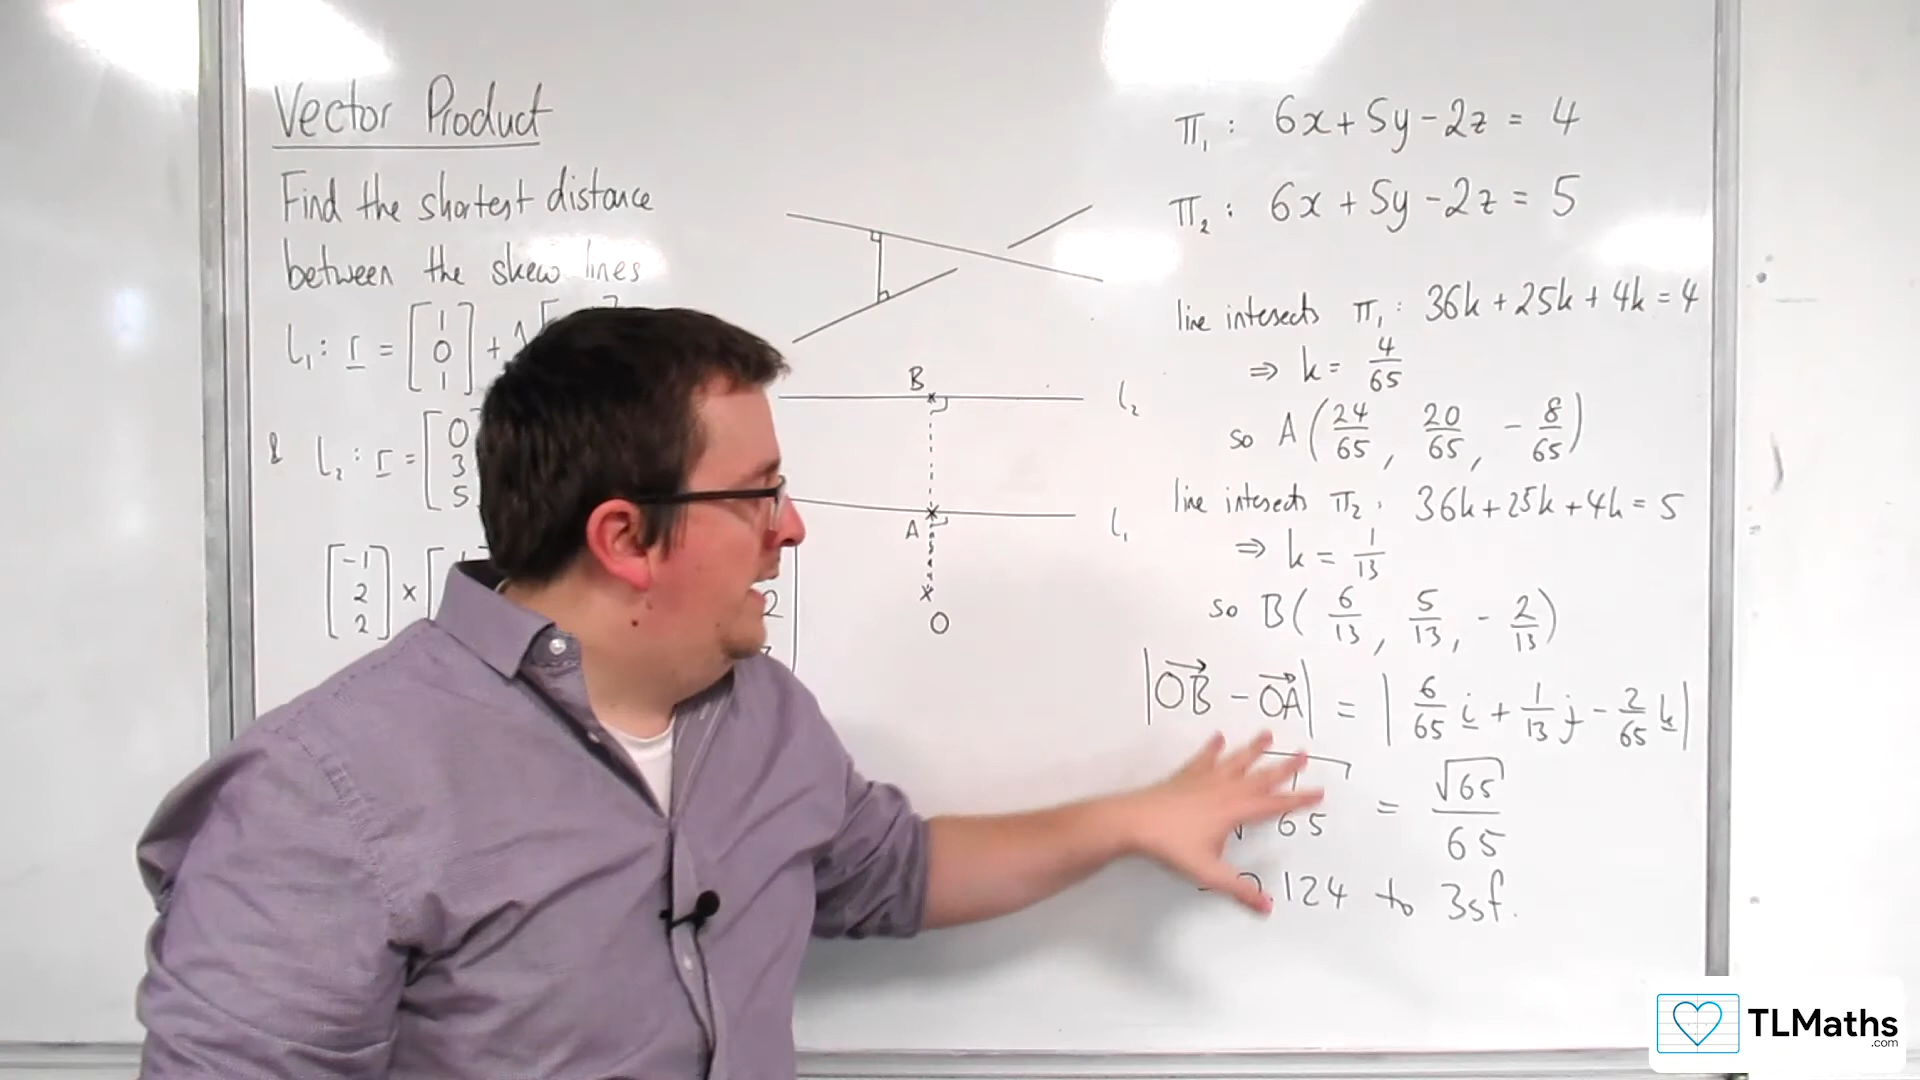 Vector Product
Find the shortest distance
between the skew lines
l₁: r = [1 0 1] + λ
& l₂: r = [0 3 5]
[-1 2 2] ×
2
B
l₂
A
l₁
O
π₁: 6x + 5y - 2z = 4
π₂: 6x + 5y - 2z = 5
line intersects π₁: 36k + 25k + 4k = 4
⇒ k = 4/65
so A(24/65, 20/65, -8/65)
line intersects π₂: 36k + 25k + 4k = 5
⇒ k = 1/13
so B(6/13, 5/13, -2/13)
|OB - OA| = |6/65 i + 1/13 j - 2/65 k|
65 = √65/65
.124 to 3sf.
TLMaths
.com